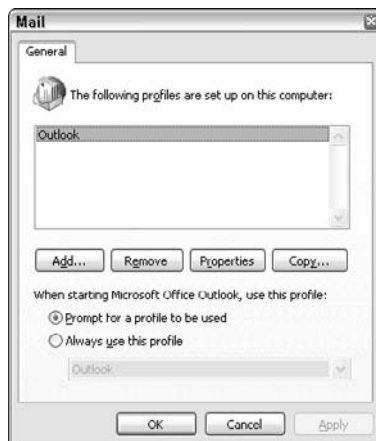 Mail
General
The following profiles are set up on this computer:
Outlook
Add... Remove Properties Copy...
When starting Microsoft Office Outlook, use this profile:
Prompt for a profile to be used
Always use this profile
Outlook
OK Cancel Apply